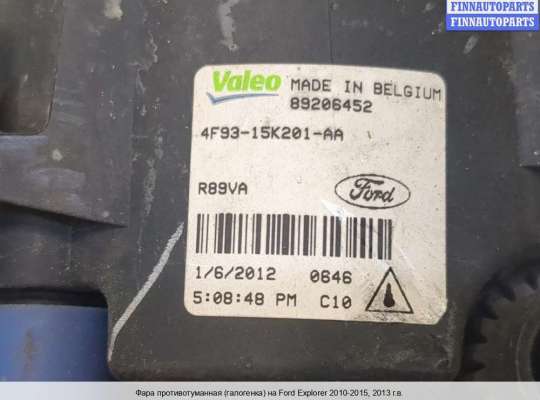 FINNAUTOPARTS
FINNAUTOPARTS
Valeo MADE IN BELGIUM
89206452
4F93-15K201-AA
R89VA
Ford
1/6/2012 0646
5:08:48 PM C10
Фара противотуманная (галогенка) на Ford Explorer 2010-2015, 2013 г.в.